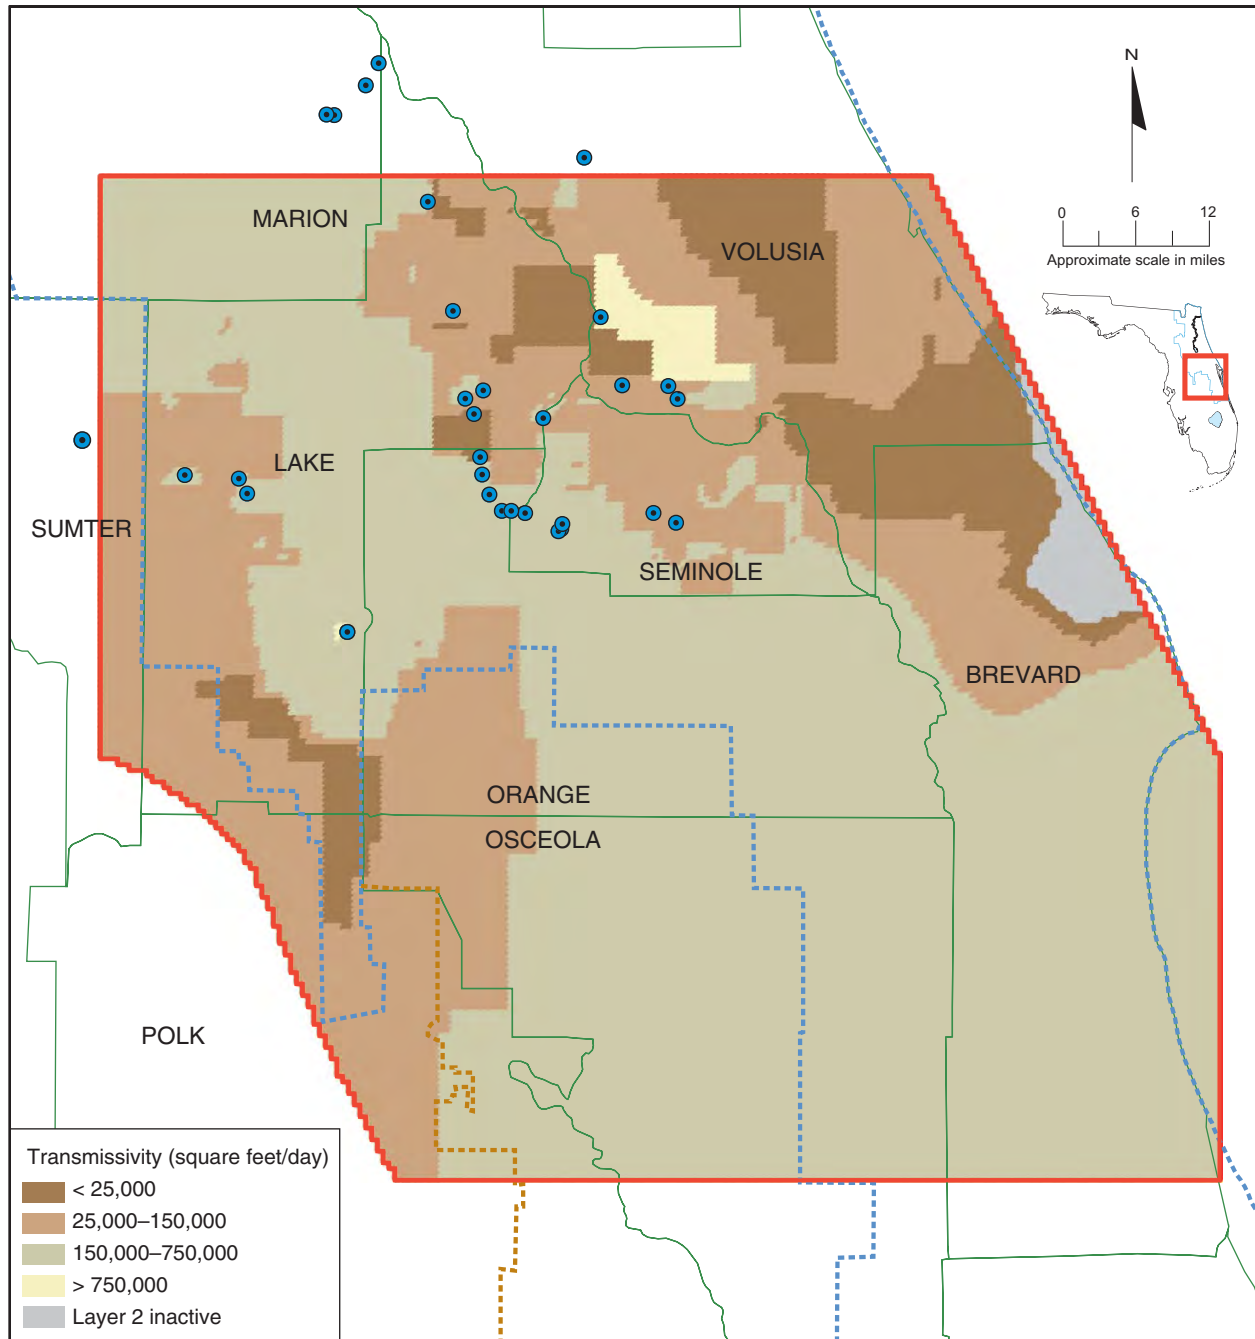 N
0 6 12
Approximate scale in miles
MARION
VOLUSIA
LAKE
SUMTER
SEMINOLE
BREVARD
ORANGE
OSCEOLA
POLK
Transmissivity (square feet/day)
< 25,000
25,000–150,000
150,000–750,000
> 750,000
Layer 2 inactive